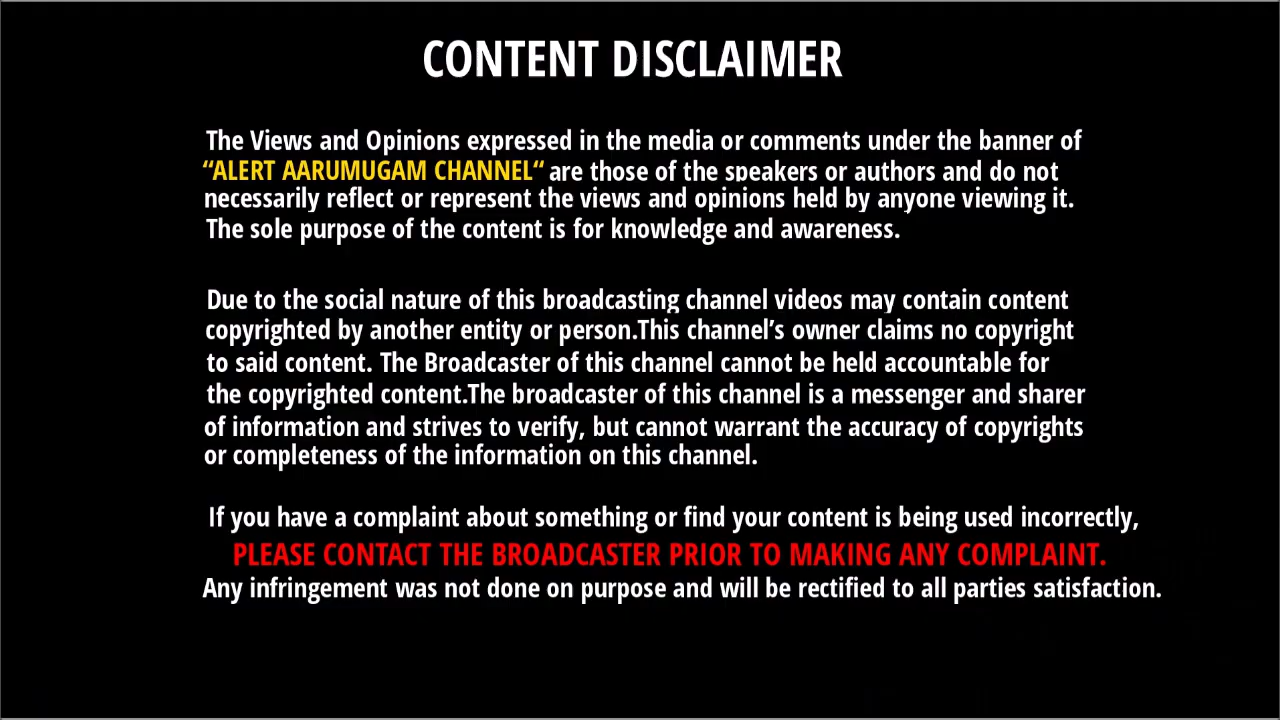 CONTENT DISCLAIMER
The Views and Opinions expressed in the media or comments under the banner of
“ALERT AARUMUGAM CHANNEL“ are those of the speakers or authors and do not
necessarily reflect or represent the views and opinions held by anyone viewing it.
The sole purpose of the content is for knowledge and awareness.
Due to the social nature of this broadcasting channel videos may contain content
copyrighted by another entity or person.This channel’s owner claims no copyright
to said content. The Broadcaster of this channel cannot be held accountable for
the copyrighted content.The broadcaster of this channel is a messenger and sharer
of information and strives to verify, but cannot warrant the accuracy of copyrights
or completeness of the information on this channel.
If you have a complaint about something or find your content is being used incorrectly,
PLEASE CONTACT THE BROADCASTER PRIOR TO MAKING ANY COMPLAINT.
Any infringement was not done on purpose and will be rectified to all parties satisfaction.